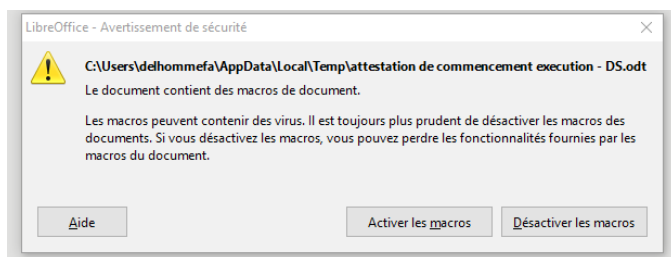 LibreOffice - Avertissement de sécurité
C:\Users\delhommefa\AppData\Local\Temp\attestation de commencement execution - DS.odt
Le document contient des macros de document.
Les macros peuvent contenir des virus. Il est toujours plus prudent de désactiver les macros des
documents. Si vous désactivez les macros, vous pouvez perdre les fonctionnalités fournies par les
macros du document.
Aide Activer les macros Désactiver les macros